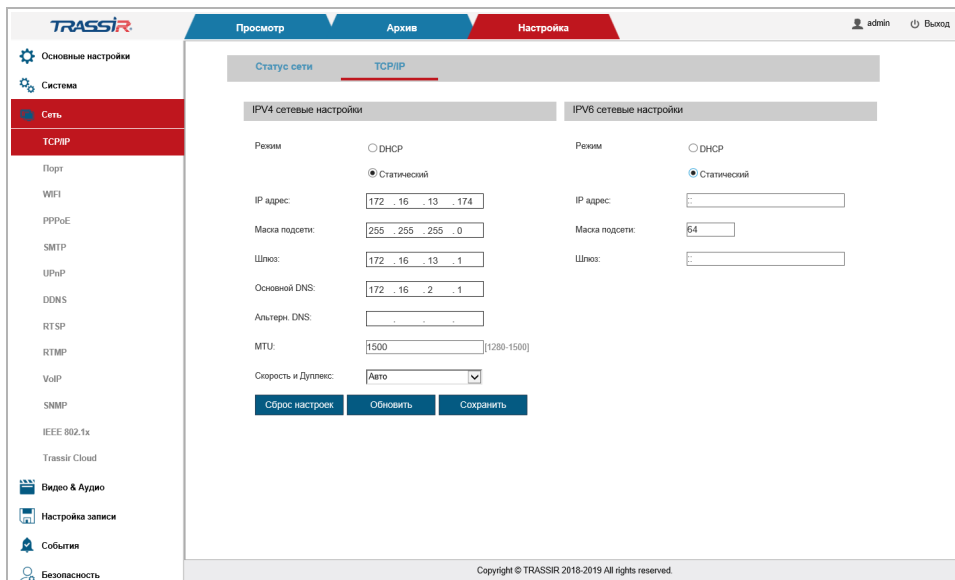 TRASSIR
Просмотр
Архив
Настройка
admin
Выход
Основные настройки
Система
Сеть
TCP/IP
Порт
WIFI
PPPoE
SMTP
UPnP
DDNS
RTSP
RTMP
VoIP
SNMP
IEEE 802.1x
Trassir Cloud
Видео & Аудио
Настройка записи
События
Безопасность
Статус сети
TCP/IP
IPV4 сетевые настройки
Режим
DHCP
Статический
IP адрес:
172 . 16 . 13 . 174
Маска подсети:
255 . 255 . 255 . 0
Шлюз:
172 . 16 . 13 . 1
Основной DNS:
172 . 16 . 2 . 1
Альтерн. DNS:
. . .
MTU:
1500
[1280-1500]
Скорость и Дуплекс:
Авто
Сброс настроек
Обновить
Сохранить
IPV6 сетевые настройки
Режим
DHCP
Статический
IP адрес:
::
Маска подсети:
64
Шлюз:
::
Copyright © TRASSIR 2018-2019 All rights reserved.